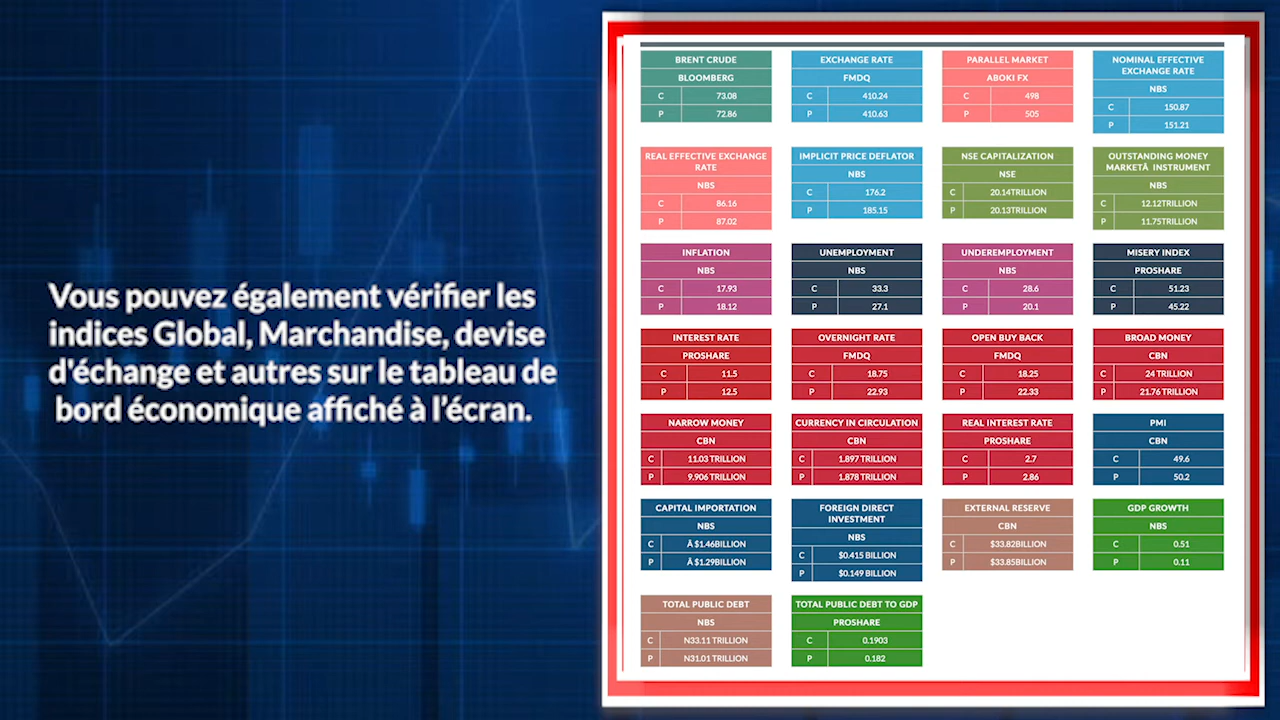 Vous pouvez également vérifier les
indices Global, Marchandise, devise
d'échange et autres sur le tableau de
bord économique affiché à l'écran.
BRENT CRUDE
BLOOMBERG
C 73.08
P 72.86
EXCHANGE RATE
FMDQ
C 410.24
P 410.63
PARALLEL MARKET
ABOKI FX
C 498
P 505
NOMINAL EFFECTIVE
EXCHANGE RATE
NBS
C 150.87
P 151.21
REAL EFFECTIVE EXCHANGE
RATE
NBS
C 86.16
P 87.02
IMPLICIT PRICE DEFLATOR
NBS
C 176.2
P 185.15
NSE CAPITALIZATION
NSE
C 20.14TRILLION
P 20.13TRILLION
OUTSTANDING MONEY
MARKETÂ INSTRUMENT
NBS
C 12.12TRILLION
P 11.75TRILLION
INFLATION
NBS
C 17.93
P 18.12
UNEMPLOYMENT
NBS
C 33.3
P 27.1
UNDEREMPLOYMENT
NBS
C 28.6
P 20.1
MISERY INDEX
PROSHARE
C 51.23
P 45.22
INTEREST RATE
PROSHARE
C 11.5
P 12.5
OVERNIGHT RATE
FMDQ
C 18.75
P 22.93
OPEN BUY BACK
FMDQ
C 18.25
P 22.33
BROAD MONEY
CBN
C 24 TRILLION
P 21.76 TRILLION
NARROW MONEY
CBN
C 11.03 TRILLION
P 9.906 TRILLION
CURRENCY IN CIRCULATION
CBN
C 1.897 TRILLION
P 1.878 TRILLION
REAL INTEREST RATE
PROSHARE
C 2.7
P 2.86
PMI
CBN
C 49.6
P 50.2
CAPITAL IMPORTATION
NBS
C Â $1.46BILLION
P Â $1.29BILLION
FOREIGN DIRECT
INVESTMENT
NBS
C $0.415 BILLION
P $0.149 BILLION
EXTERNAL RESERVE
CBN
C $33.82BILLION
P $33.85BILLION
GDP GROWTH
NBS
C 0.51
P 0.11
TOTAL PUBLIC DEBT
NBS
C N33.11 TRILLION
P N31.01 TRILLION
TOTAL PUBLIC DEBT TO GDP
PROSHARE
C 0.1903
P 0.182